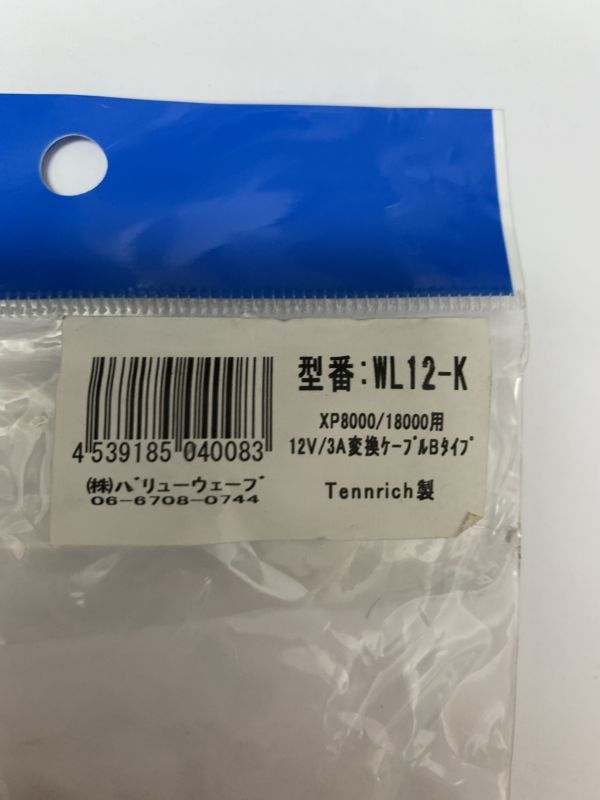 型番:WL12-K
XP8000/18000用
12V/3A変換ケーブルBタイプ
Tennrich製
4 539185 040083
(株)バリューウェーブ
06-6708-0744